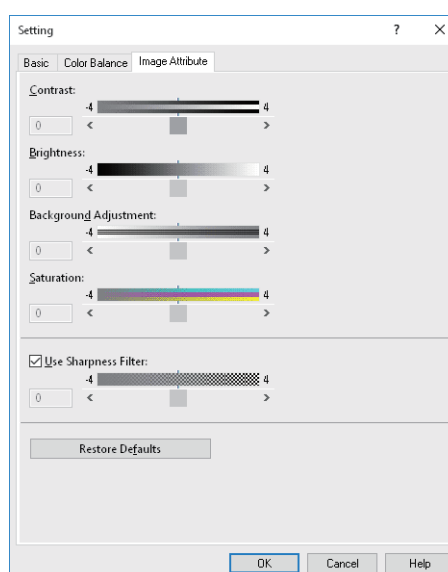 Setting ? ×
Basic Color Balance Image Attribute
Contrast:
-4 4
0 < >
Brightness:
-4 4
0 < >
Background Adjustment:
-4 4
0 < >
Saturation:
-4 4
0 < >
Use Sharpness Filter:
-4 4
0 < >
Restore Defaults
OK Cancel Help